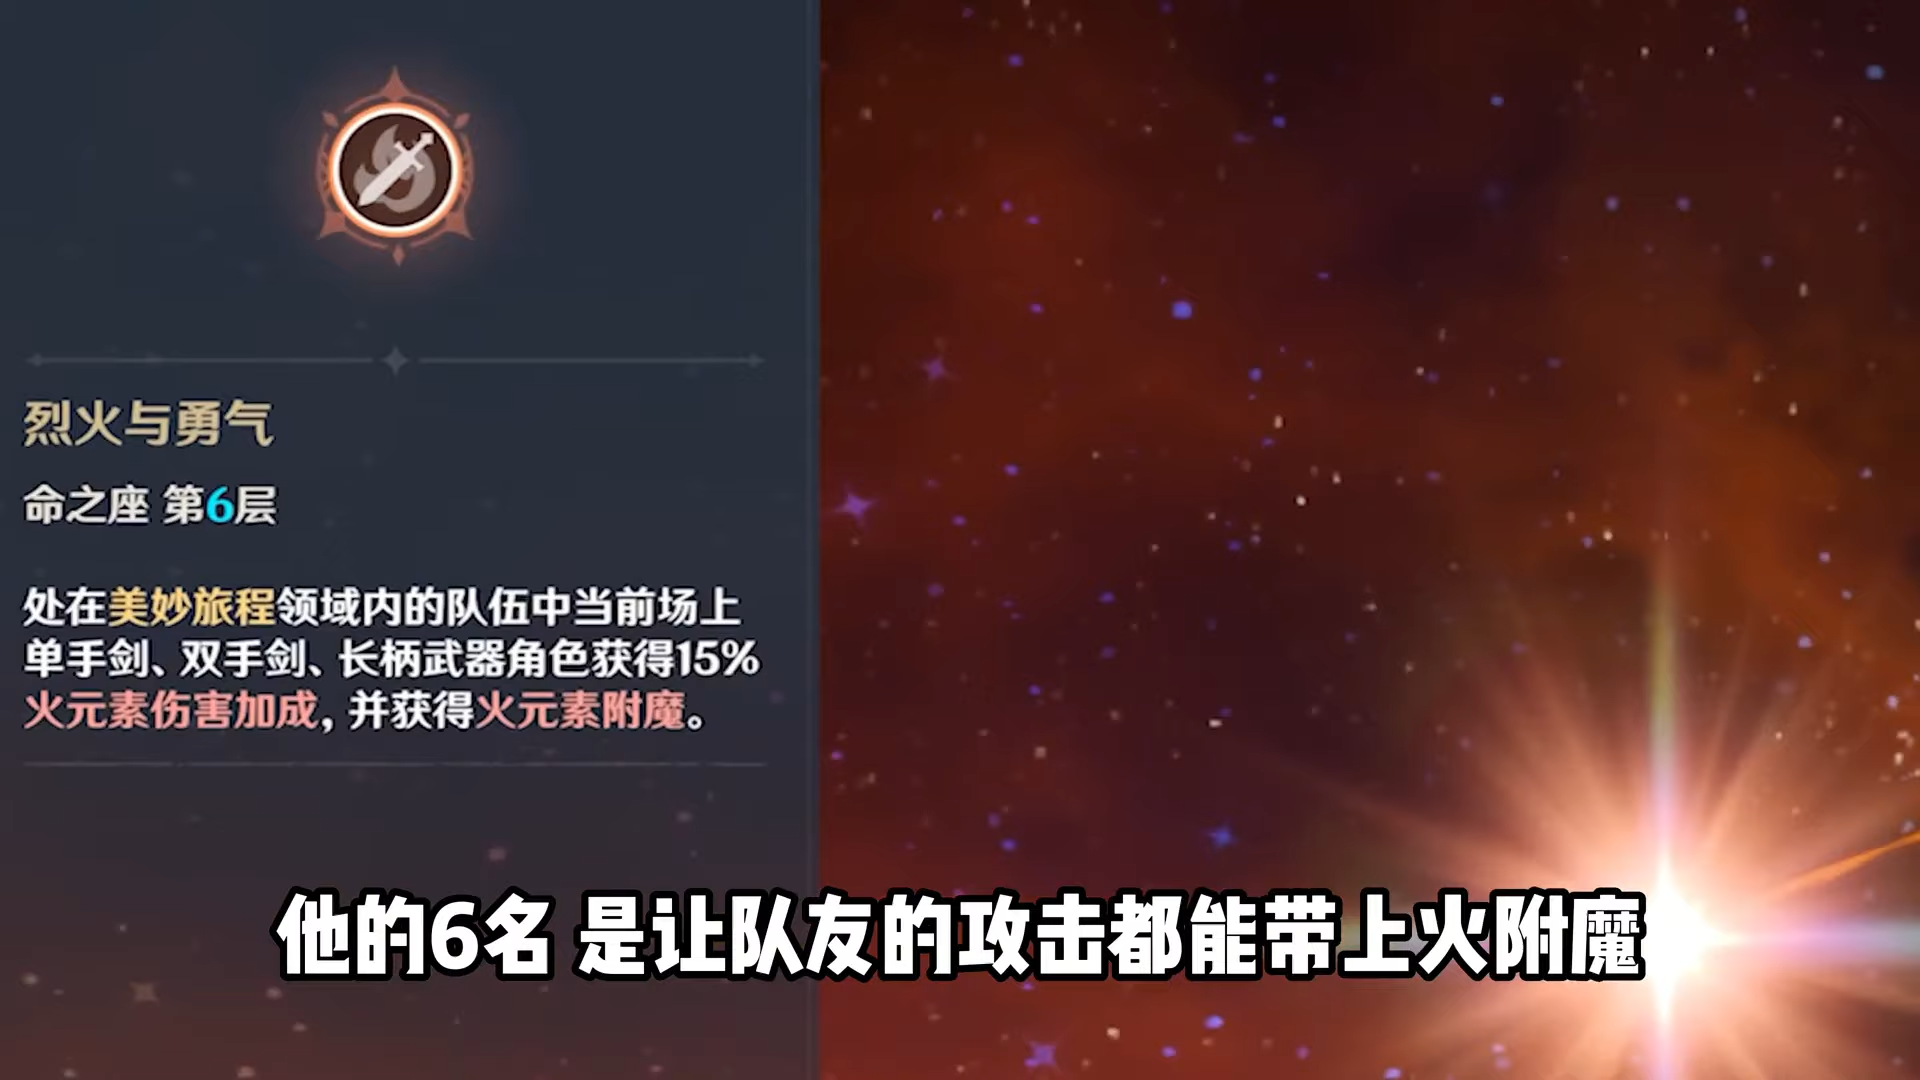 烈火与勇气
命之座 第6层
处在美妙旅程领域内的队伍中当前场上
单手剑、双手剑、长柄武器角色获得15%
火元素伤害加成，并获得火元素附魔。
他的6名 是让队友的攻击都能带上火附魔